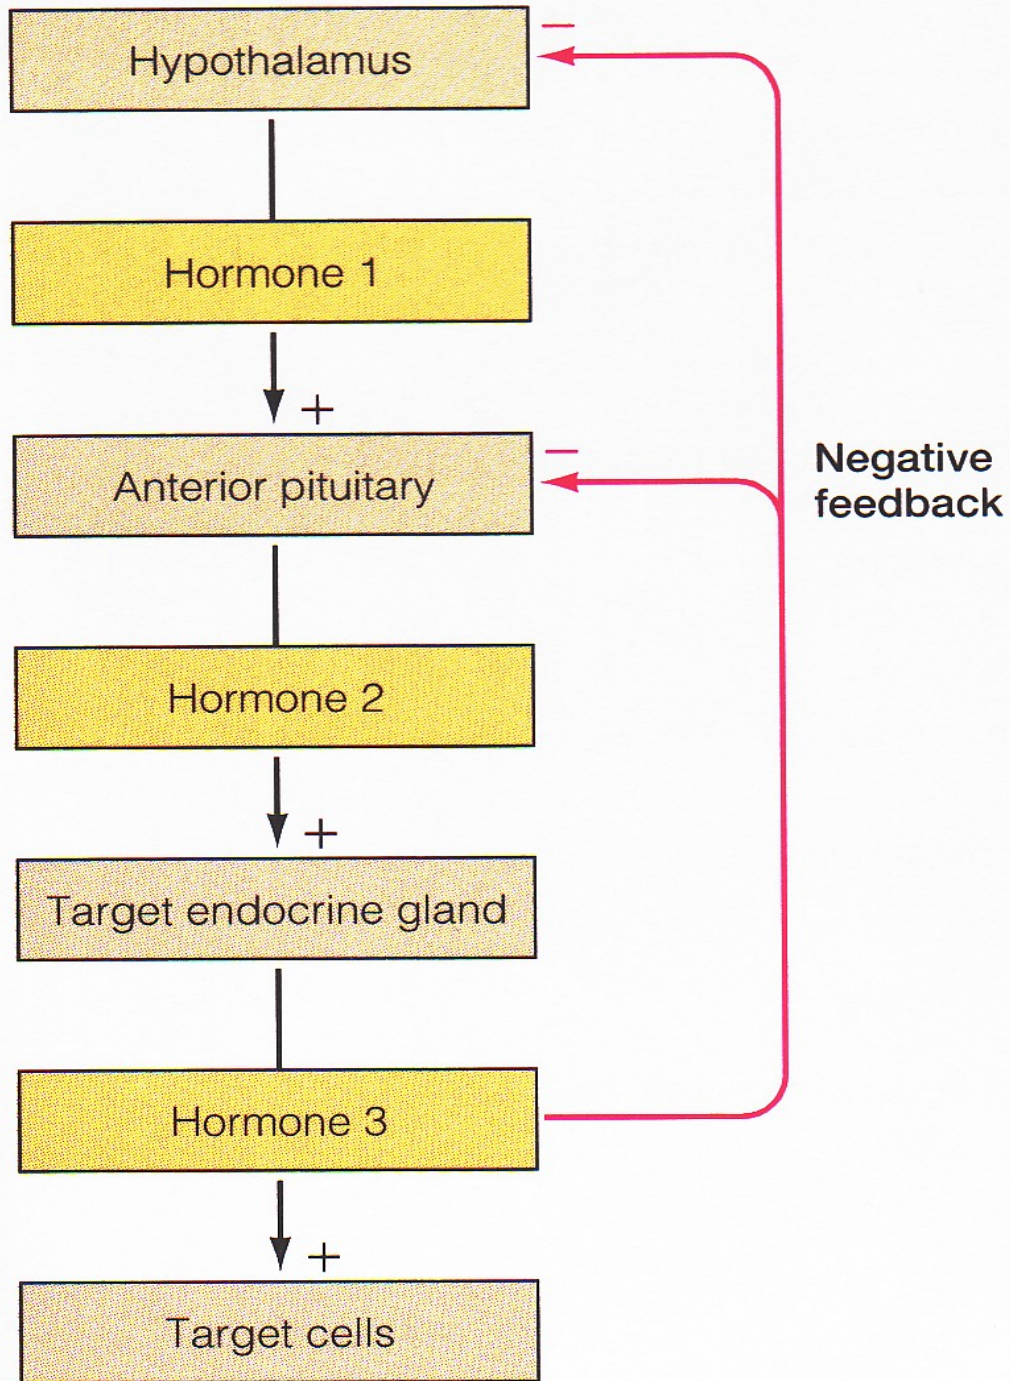 −
Hypothalamus
Hormone 1
+
−
Anterior pituitary
Negative
feedback
Hormone 2
+
Target endocrine gland
Hormone 3
+
Target cells